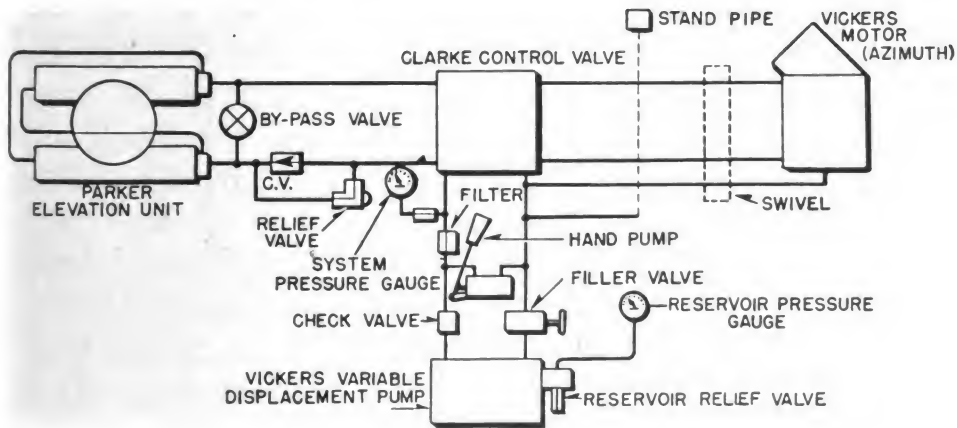 STAND PIPE
VICKERS
MOTOR
(AZIMUTH)
CLARKE CONTROL VALVE
BY-PASS VALVE
C.V.
PARKER
ELEVATION UNIT
RELIEF
VALVE
FILTER
SWIVEL
HAND PUMP
SYSTEM
PRESSURE GAUGE
FILLER VALVE
RESERVOIR PRESSURE
GAUGE
CHECK VALVE
VICKERS VARIABLE
DISPLACEMENT PUMP
RESERVOIR RELIEF VALVE